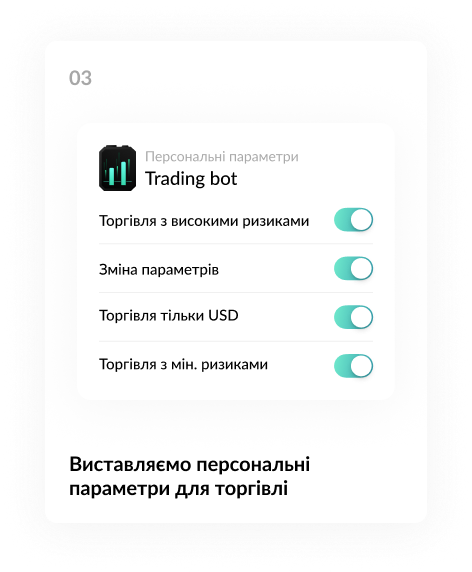 03
Персональні параметри
Trading bot
Торгівля з високими ризиками
Зміна параметрів
Торгівля тільки USD
Торгівля з мін. ризиками
Виставляємо персональні
параметри для торгівлі